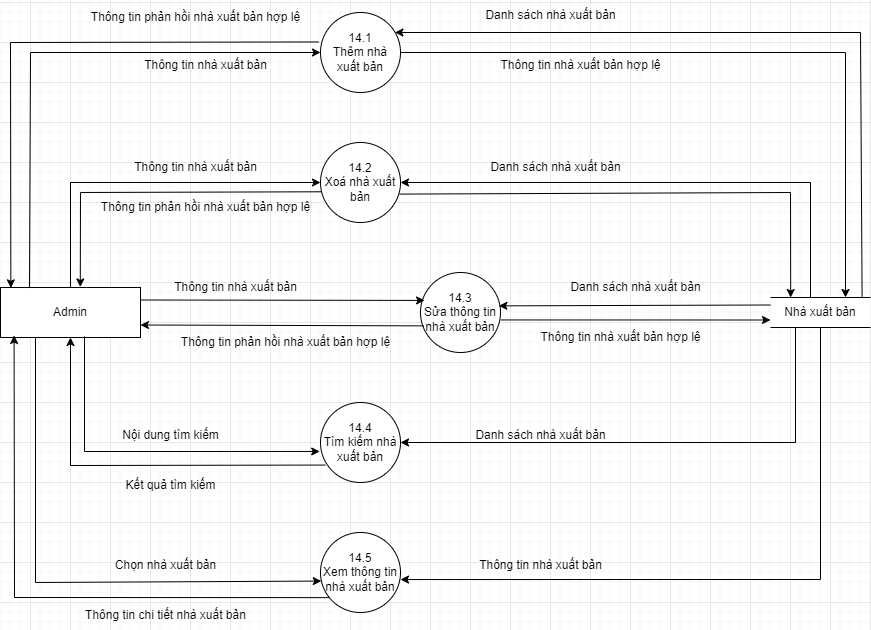 Thông tin phản hồi nhà xuất bản hợp lệ
Danh sách nhà xuất bản
14.1
Thêm nhà
xuất bản
Thông tin nhà xuất bản
Thông tin nhà xuất bản hợp lệ
Thông tin nhà xuất bản
14.2
Xoá nhà xuất
bản
Danh sách nhà xuất bản
Thông tin phản hồi nhà xuất bản hợp lệ
Thông tin nhà xuất bản
14.3
Sửa thông tin
nhà xuất bản
Danh sách nhà xuất bản
Admin
Nhà xuất bản
Thông tin phản hồi nhà xuất bản hợp lệ
Thông tin nhà xuất bản hợp lệ
Nội dung tìm kiếm
14.4
Tìm kiếm nhà
xuất bản
Danh sách nhà xuất bản
Kết quả tìm kiếm
Chọn nhà xuất bản
14.5
Xem thông tin
nhà xuất bản
Thông tin nhà xuất bản
Thông tin chi tiết nhà xuất bản